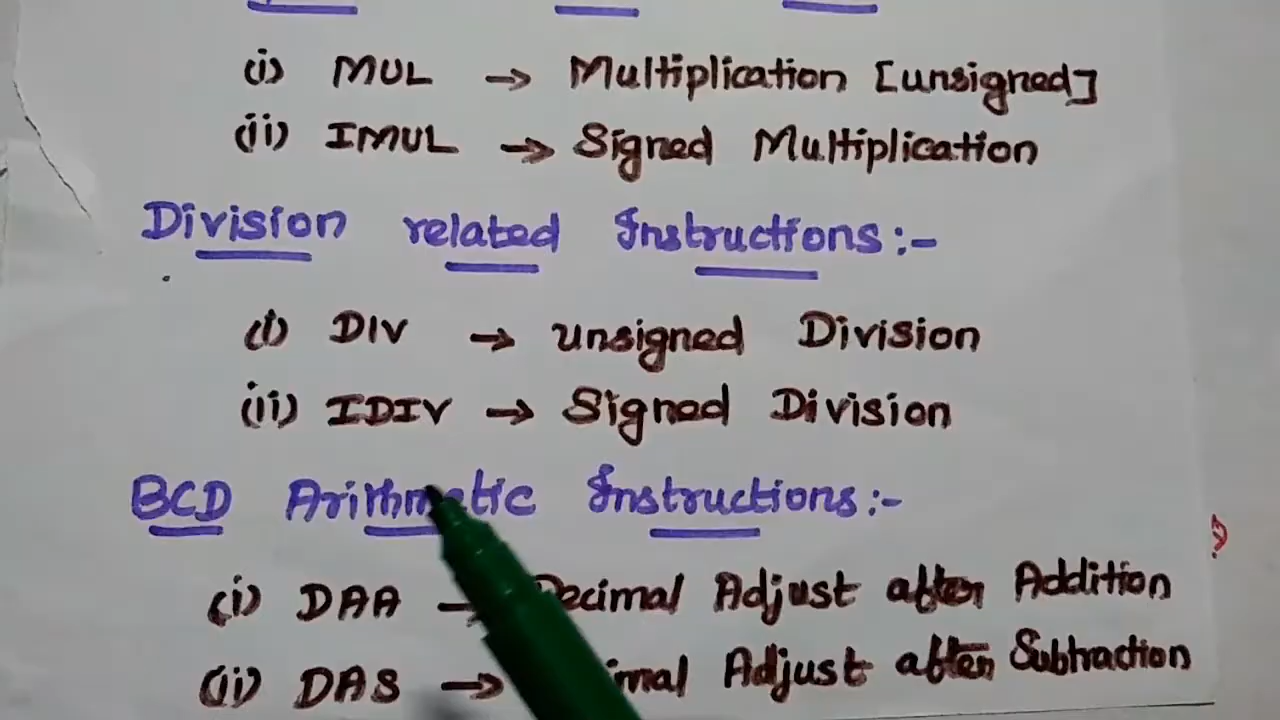 (i) MUL → Multiplication [unsigned]
(ii) IMUL → Signed Multiplication
Division related Instructions:-
(i) DIV → unsigned Division
(ii) IDIV → Signed Division
BCD Arithmetic Instructions:-
(i) DAA → Decimal Adjust after Addition
(ii) DAS → Adjust after Subtraction